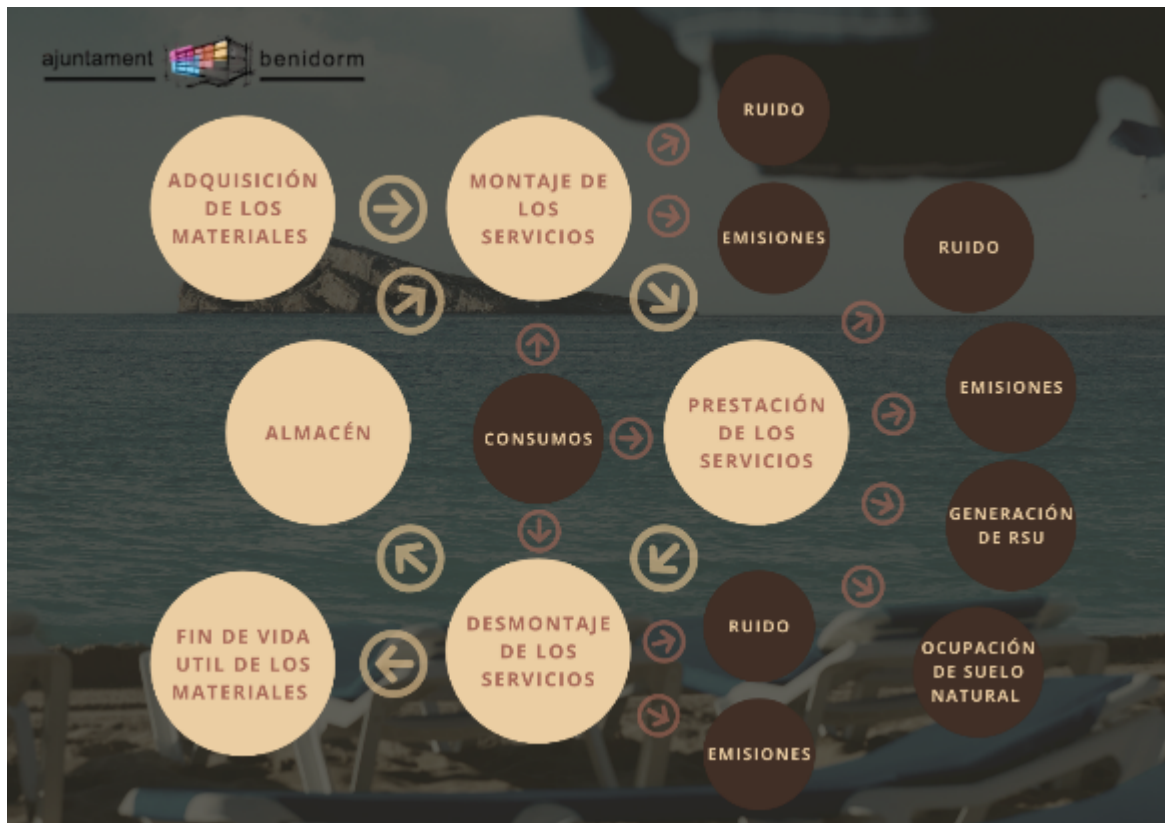 ajuntament benidorm
RUIDO
ADQUISICIÓN
DE LOS
MATERIALES
MONTAJE DE
LOS
SERVICIOS
EMISIONES
RUIDO
ALMACÉN
CONSUMOS
PRESTACIÓN
DE LOS
SERVICIOS
EMISIONES
GENERACIÓN
DE RSU
FIN DE VIDA
UTIL DE LOS
MATERIALES
DESMONTAJE
DE LOS
SERVICIOS
RUIDO
OCUPACIÓN
DE SUELO
NATURAL
EMISIONES